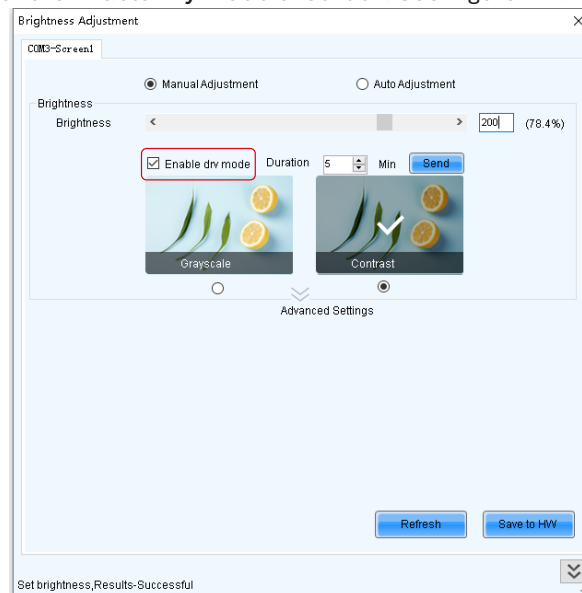 Brightness Adjustment
COM3-Screen1
Manual Adjustment Auto Adjustment
Brightness
Brightness 200 (78.4%)
Enable dry mode Duration 5 Min Send
Grayscale Contrast
Advanced Settings
Refresh Save to HW
Set brightness,Results-Successful